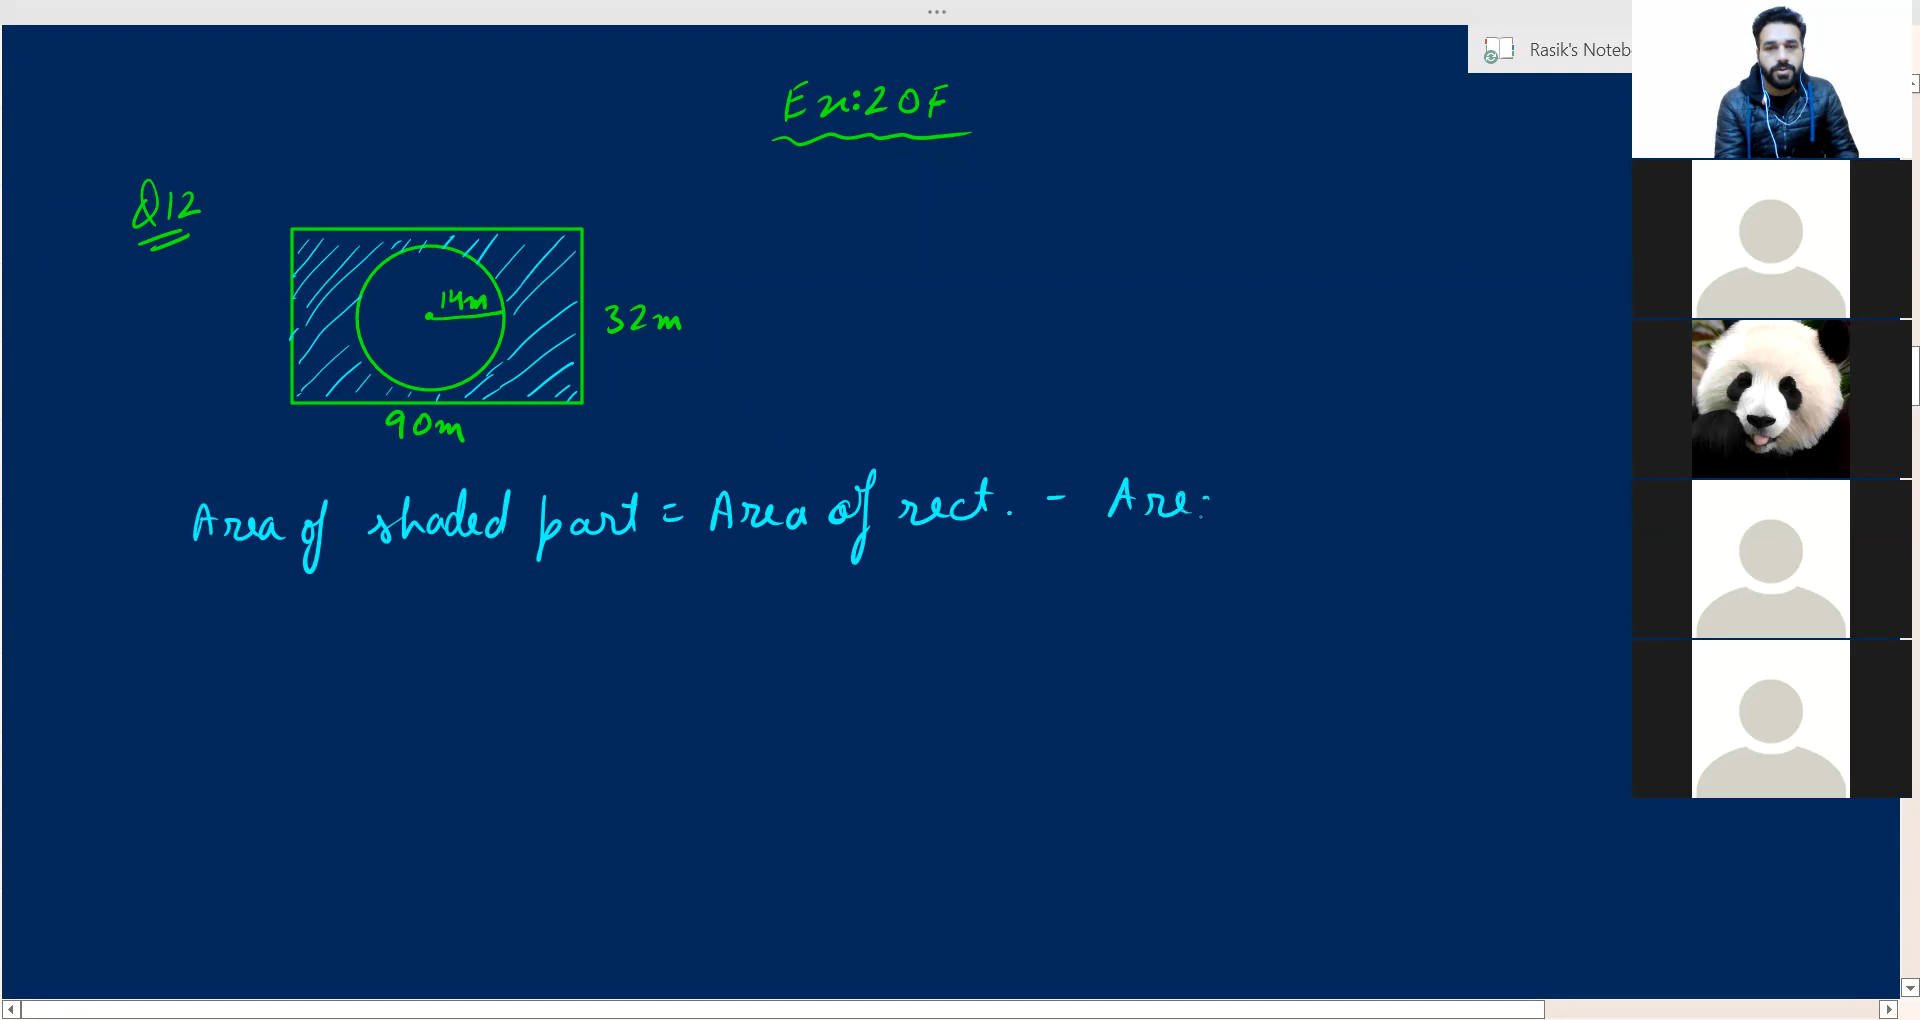 Rasik's Noteb
Ex:20F
Q12
14m
32m
90m
Area of shaded part = Area of rect. - Are